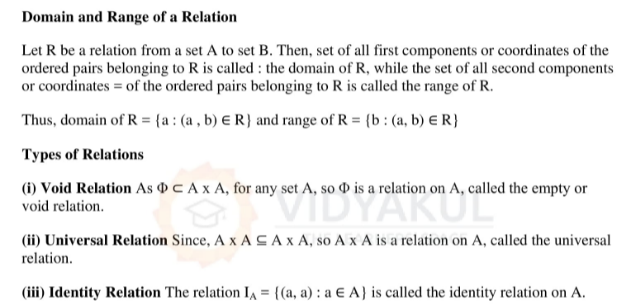 Domain and Range of a Relation
Let R be a relation from a set A to set B. Then, set of all first components or coordinates of the
ordered pairs belonging to R is called : the domain of R, while the set of all second components
or coordinates = of the ordered pairs belonging to R is called the range of R.
Thus, domain of R = {a : (a , b) ∈ R} and range of R = {b : (a, b) ∈ R}
Types of Relations
(i) Void Relation As Φ ⊂ A x A, for any set A, so Φ is a relation on A, called the empty or
void relation.
VIDYAKUL
(ii) Universal Relation Since, A x A ⊆ A x A, so A x A is a relation on A, called the universal
relation.
(iii) Identity Relation The relation I_A = {(a, a) : a ∈ A} is called the identity relation on A.